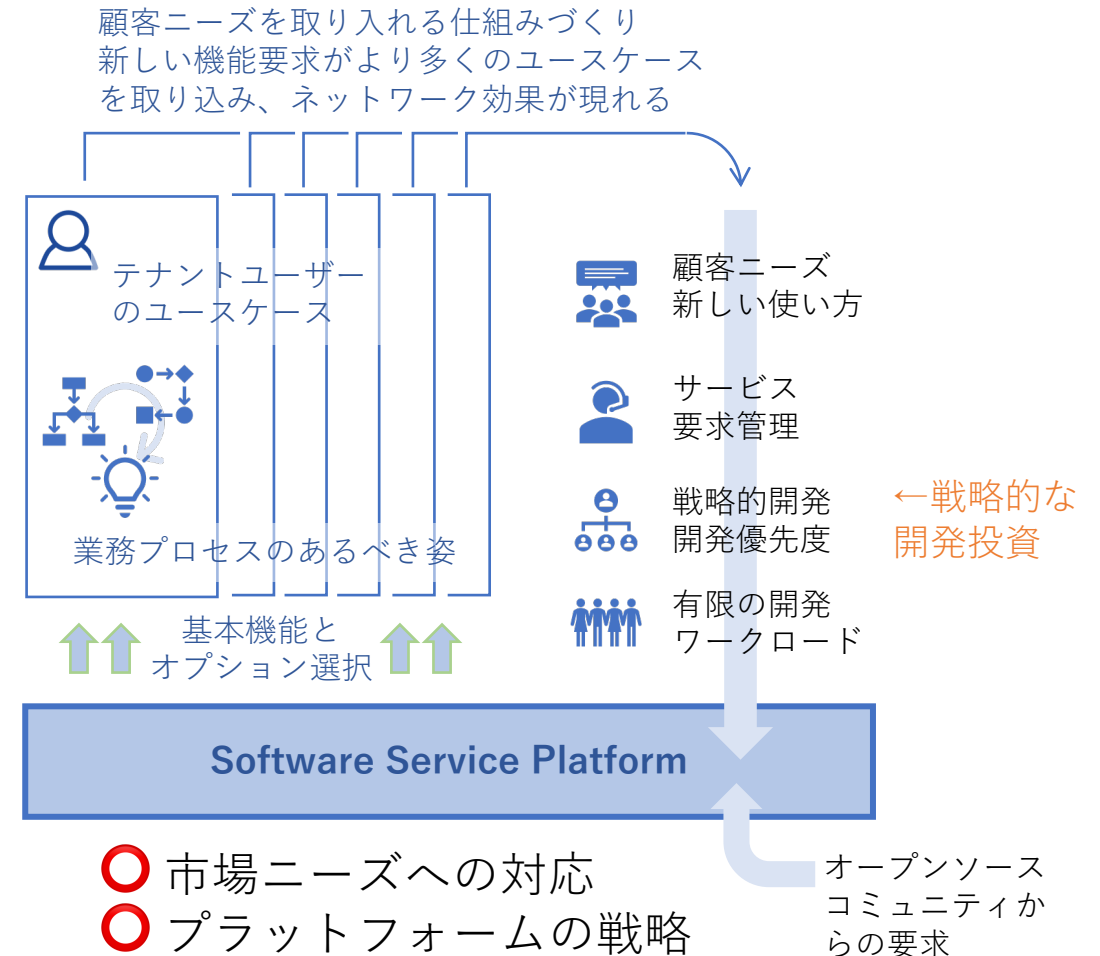 顧客ニーズを取り入れる仕組みづくり
新しい機能要求がより多くのユースケース
を取り込み、ネットワーク効果が現れる
テナントユーザー
のユースケース
業務プロセスのあるべき姿
基本機能と
オプション選択
顧客ニーズ
新しい使い方
サービス
要求管理
戦略的開発
開発優先度
←戦略的な
開発投資
有限の開発
ワークロード
Software Service Platform
市場ニーズへの対応
プラットフォームの戦略
オープンソース
コミュニティか
らの要求